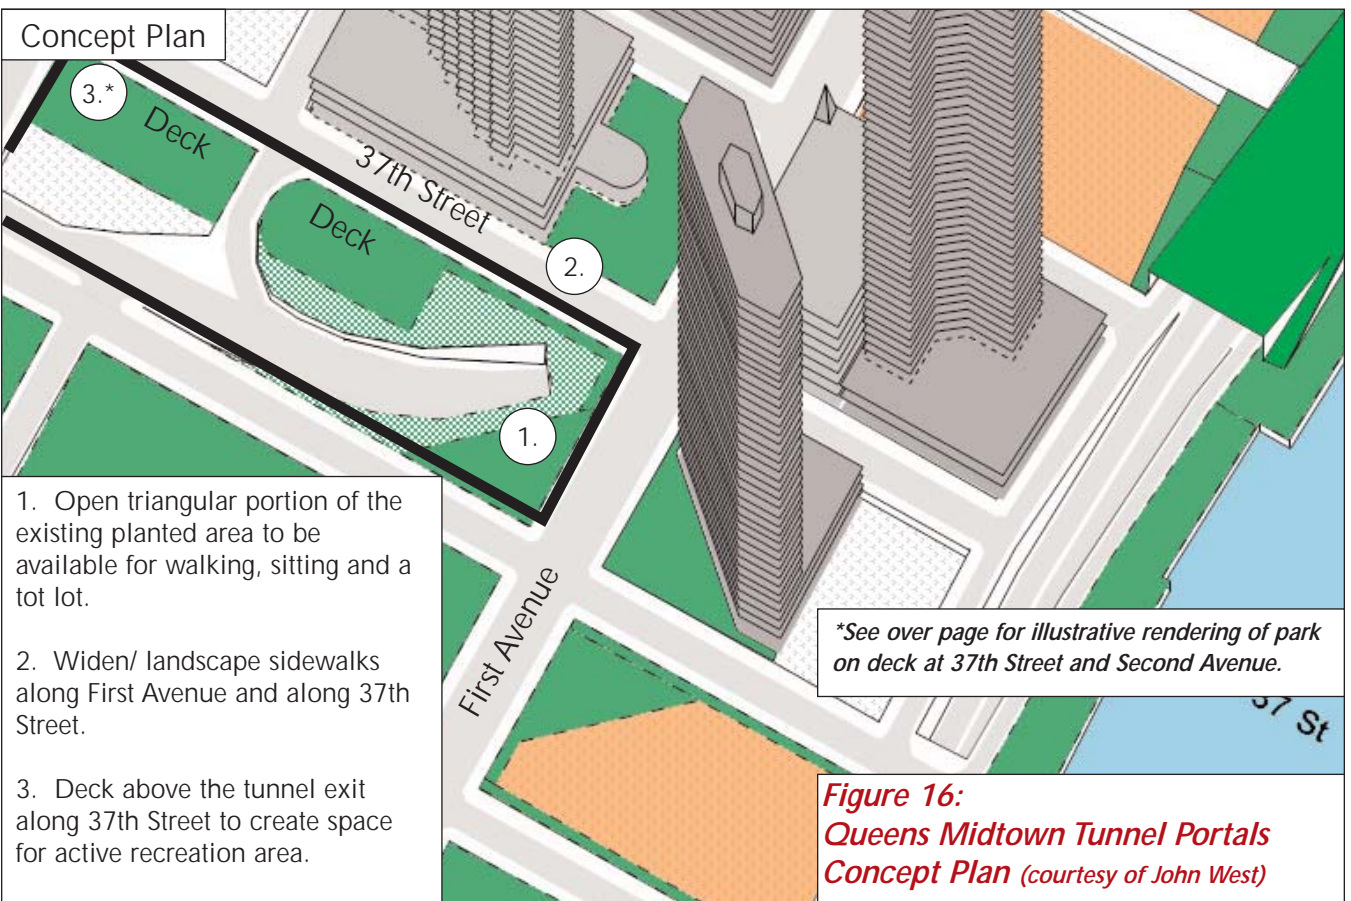 Concept Plan
3.*
Deck
37th Street
Deck
2.
1.
1. Open triangular portion of the
existing planted area to be
available for walking, sitting and a
tot lot.
2. Widen/ landscape sidewalks
along First Avenue and along 37th
Street.
3. Deck above the tunnel exit
along 37th Street to create space
for active recreation area.
First Avenue
*See over page for illustrative rendering of park
on deck at 37th Street and Second Avenue.
37 St
Figure 16:
Queens Midtown Tunnel Portals
Concept Plan (courtesy of John West)